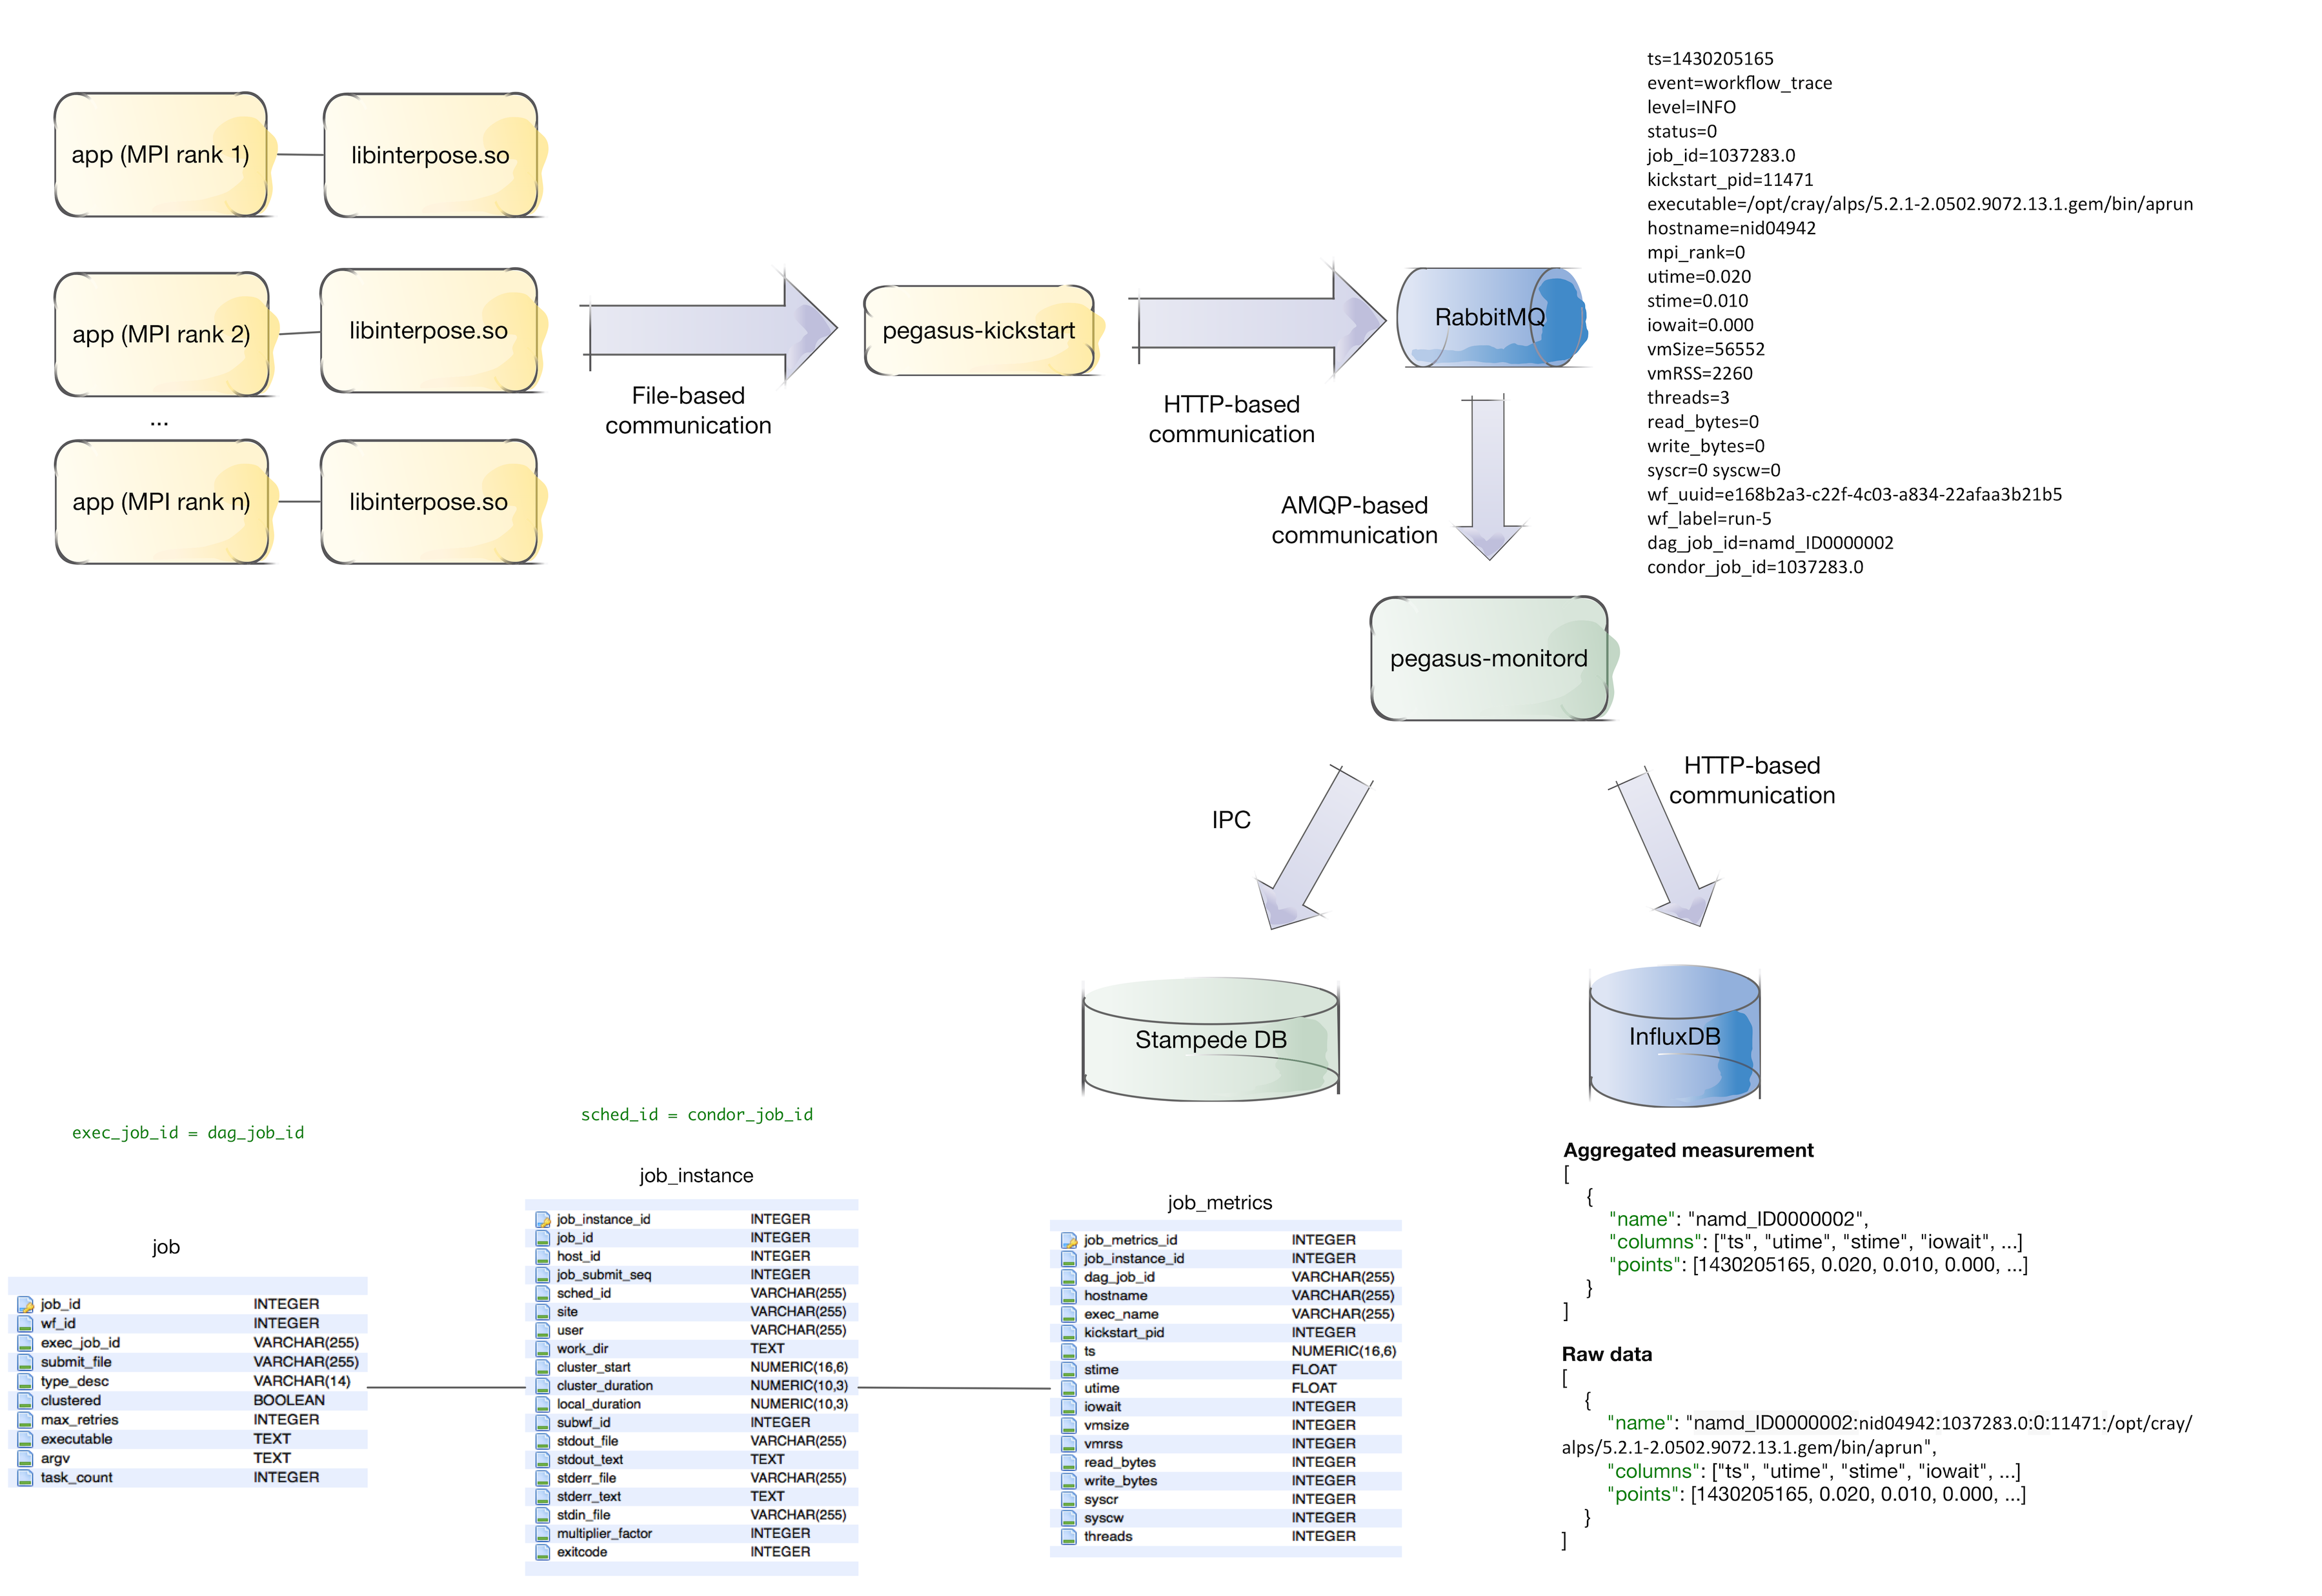 app (MPI rank 1)
libinterpose.so
app (MPI rank 2)
libinterpose.so
...
app (MPI rank n)
libinterpose.so
File-based
communication
pegasus-kickstart
HTTP-based
communication
RabbitMQ
ts=1430205165
event=workflow_trace
level=INFO
status=0
job_id=1037283.0
kickstart_pid=11471
executable=/opt/cray/alps/5.2.1-2.0502.9072.13.1.gem/bin/aprun
hostname=nid04942
mpi_rank=0
utime=0.020
stime=0.010
iowait=0.000
vmSize=56552
vmRSS=2260
threads=3
read_bytes=0
write_bytes=0
syscr=0 syscw=0
wf_uuid=e168b2a3-c22f-4c03-a834-22afaa3b21b5
wf_label=run-5
dag_job_id=namd_ID0000002
condor_job_id=1037283.0
AMQP-based
communication
pegasus-monitord
IPC
HTTP-based
communication
Stampede DB
InfluxDB
exec_job_id = dag_job_id
sched_id = condor_job_id
job
job_id INTEGER
wf_id INTEGER
exec_job_id VARCHAR(255)
submit_file VARCHAR(255)
type_desc VARCHAR(14)
clustered BOOLEAN
max_retries INTEGER
executable TEXT
argv TEXT
task_count INTEGER
job_instance
job_instance_id INTEGER
job_id INTEGER
host_id INTEGER
job_submit_seq INTEGER
sched_id VARCHAR(255)
site VARCHAR(255)
user VARCHAR(255)
work_dir TEXT
cluster_start NUMERIC(16,6)
cluster_duration NUMERIC(10,3)
local_duration NUMERIC(10,3)
subwf_id INTEGER
stdout_file VARCHAR(255)
stdout_text TEXT
stderr_file VARCHAR(255)
stderr_text TEXT
stdin_file VARCHAR(255)
multiplier_factor INTEGER
exitcode INTEGER
job_metrics
job_metrics_id INTEGER
job_instance_id INTEGER
dag_job_id VARCHAR(255)
hostname VARCHAR(255)
exec_name VARCHAR(255)
kickstart_pid INTEGER
ts NUMERIC(16,6)
stime FLOAT
utime FLOAT
iowait INTEGER
vmsize INTEGER
vmrss INTEGER
read_bytes INTEGER
write_bytes INTEGER
syscr INTEGER
syscw INTEGER
threads INTEGER
Aggregated measurement
[
{
"name": "namd_ID0000002",
"columns": ["ts", "utime", "stime", "iowait", ...]
"points": [1430205165, 0.020, 0.010, 0.000, ...]
}
]
Raw data
[
{
"name": "namd_ID0000002:nid04942:1037283.0:0:11471:/opt/cray/
alps/5.2.1-2.0502.9072.13.1.gem/bin/aprun",
"columns": ["ts", "utime", "stime", "iowait", ...]
"points": [1430205165, 0.020, 0.010, 0.000, ...]
}
]